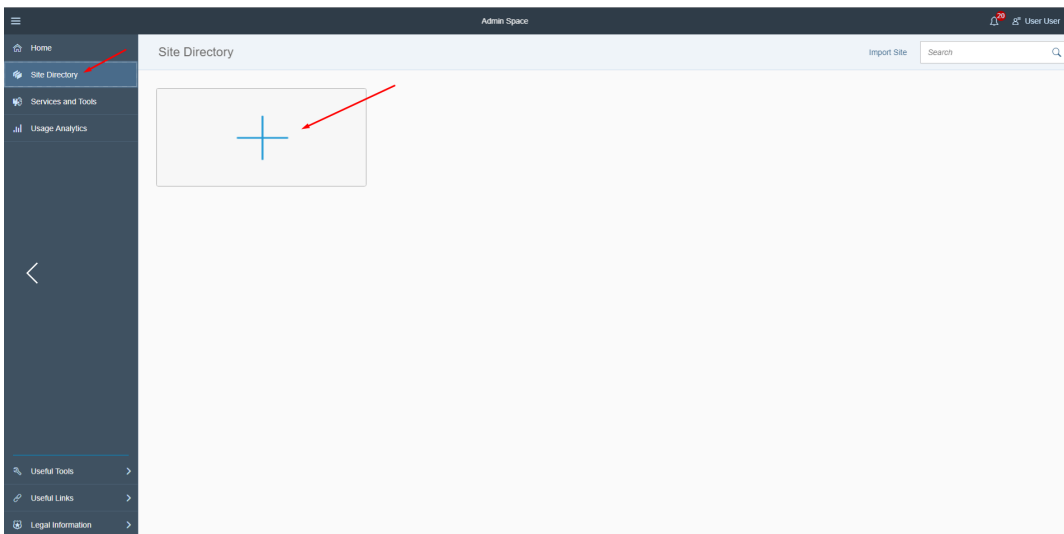 Admin Space
20
User User
Home
Site Directory
Services and Tools
Usage Analytics
Useful Tools
Useful Links
Legal Information
Site Directory
Import Site
Search